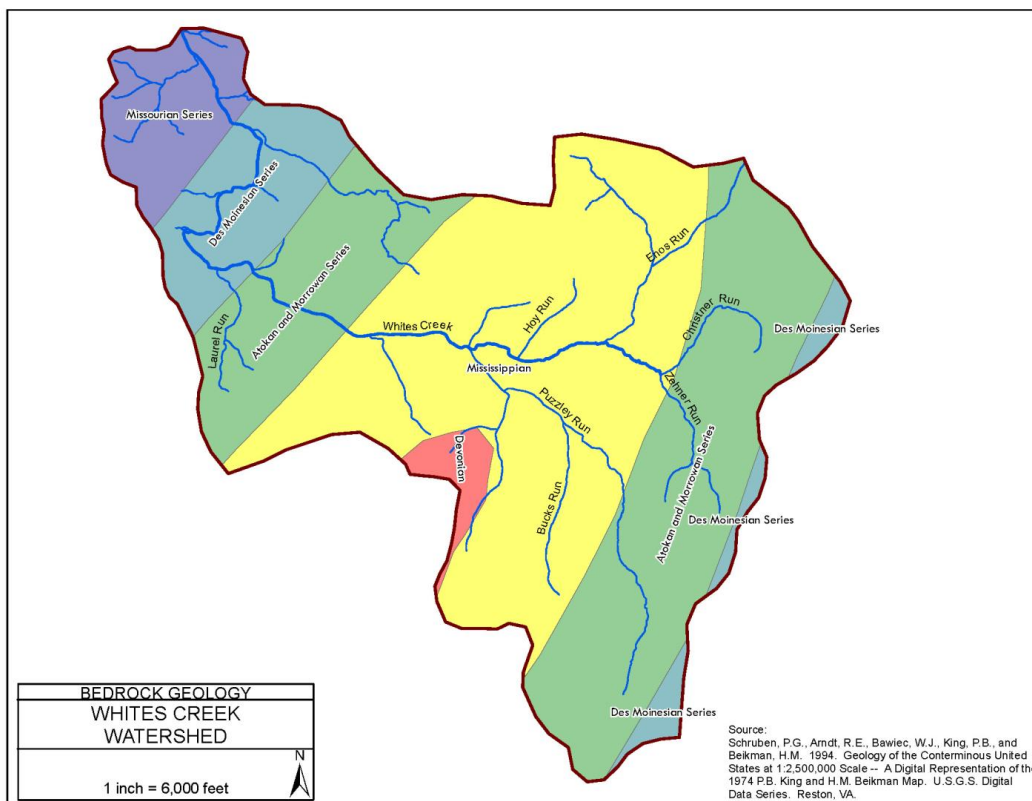 Missourian Series
Des Moinesian Series
Atokan and Morrowan Series
Laurel Run
Whites Creek
Hoy Run
Enos Run
Christner Run
Des Moinesian Series
Mississippian
Zehner Run
Puzzley Run
Devonian
Bucks Run
Atokan and Morrowan Series
Des Moinesian Series
Des Moinesian Series
BEDROCK GEOLOGY
WHITES CREEK
WATERSHED
N
1 inch = 6,000 feet
Source:
Schruben, P.G., Arndt, R.E., Bawiec, W.J., King, P.B., and
Beikman, H.M. 1994. Geology of the Conterminous United
States at 1:2,500,000 Scale -- A Digital Representation of the
1974 P.B. King and H.M. Beikman Map. U.S.G.S. Digital
Data Series. Reston, VA.